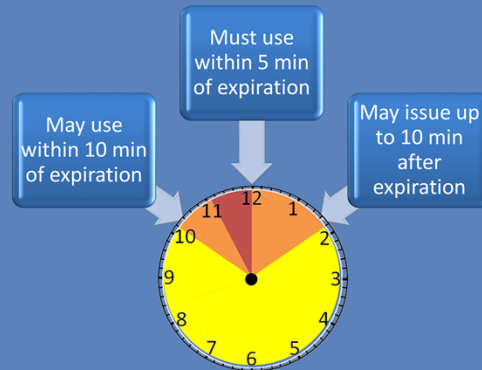 Must use
within 5 min
of expiration
May use
within 10 min
of expiration
May issue up
to 10 min
after
expiration
12
1
2
3
4
5
6
7
8
9
10
11